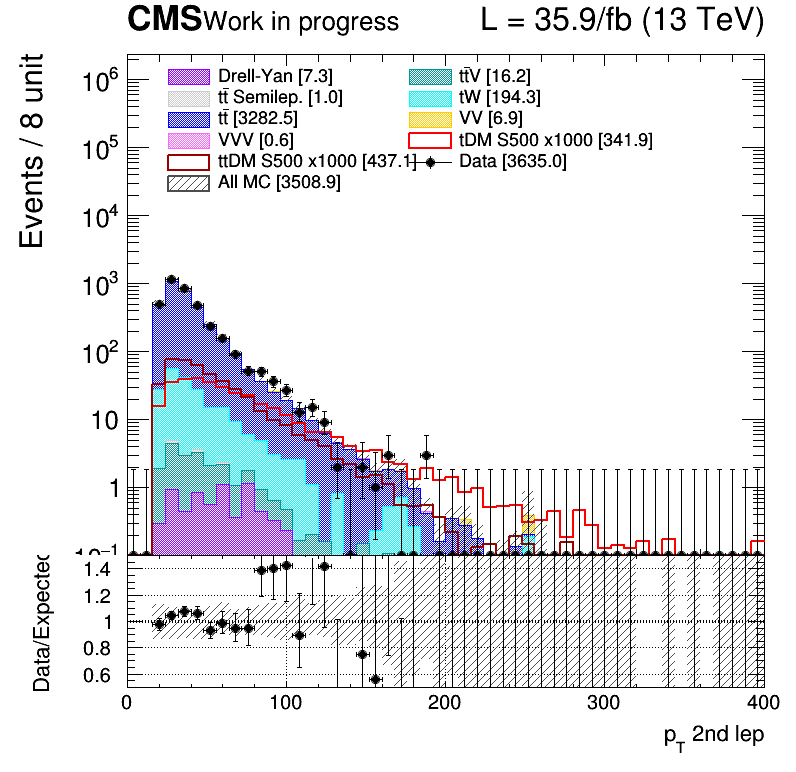 CMS Work in progress L = 35.9/fb (13 TeV)
Events / 8 unit
10⁶
10⁵
10⁴
10³
10²
10
1
10⁻¹
Drell-Yan [7.3] tt̄V [16.2]
tt̄ Semilep. [1.0] tW [194.3]
tt̄ [3282.5] VV [6.9]
VVV [0.6] tDM S500 x1000 [341.9]
ttDM S500 x1000 [437.1] Data [3635.0]
All MC [3508.9]
Data/Expected
1.4
1.2
1
0.8
0.6
0 100 200 300 400
p_T 2nd lep